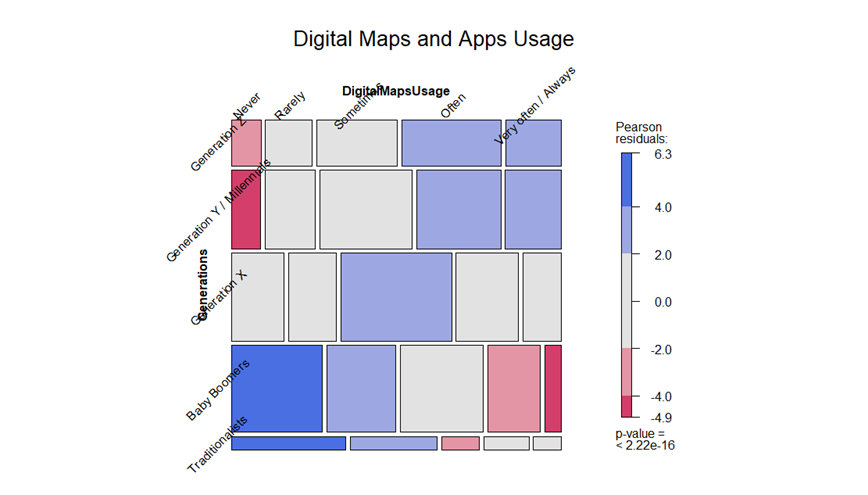 Digital Maps and Apps Usage
DigitalMapsUsage
Never
Rarely
Sometimes
Often
Very often / Always
Generations
Generation Z
Generation Y / Millennials
Generation X
Baby Boomers
Traditionalists
Pearson
residuals:
6.3
4.0
2.0
0.0
-2.0
-4.0
-4.9
p-value =
< 2.22e-16